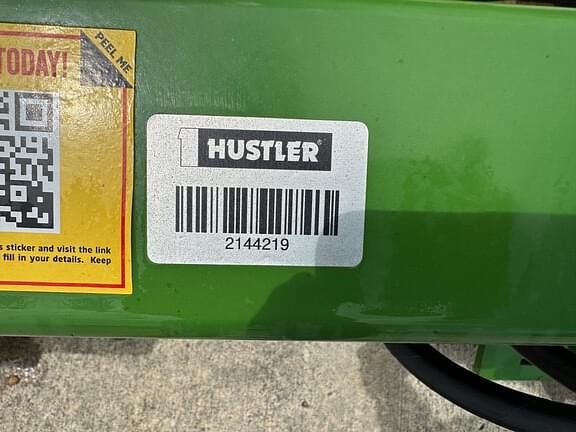 TODAY!
PEEL ME
HUSTLER
2144219
sticker and visit the link
fill in your details. Keep